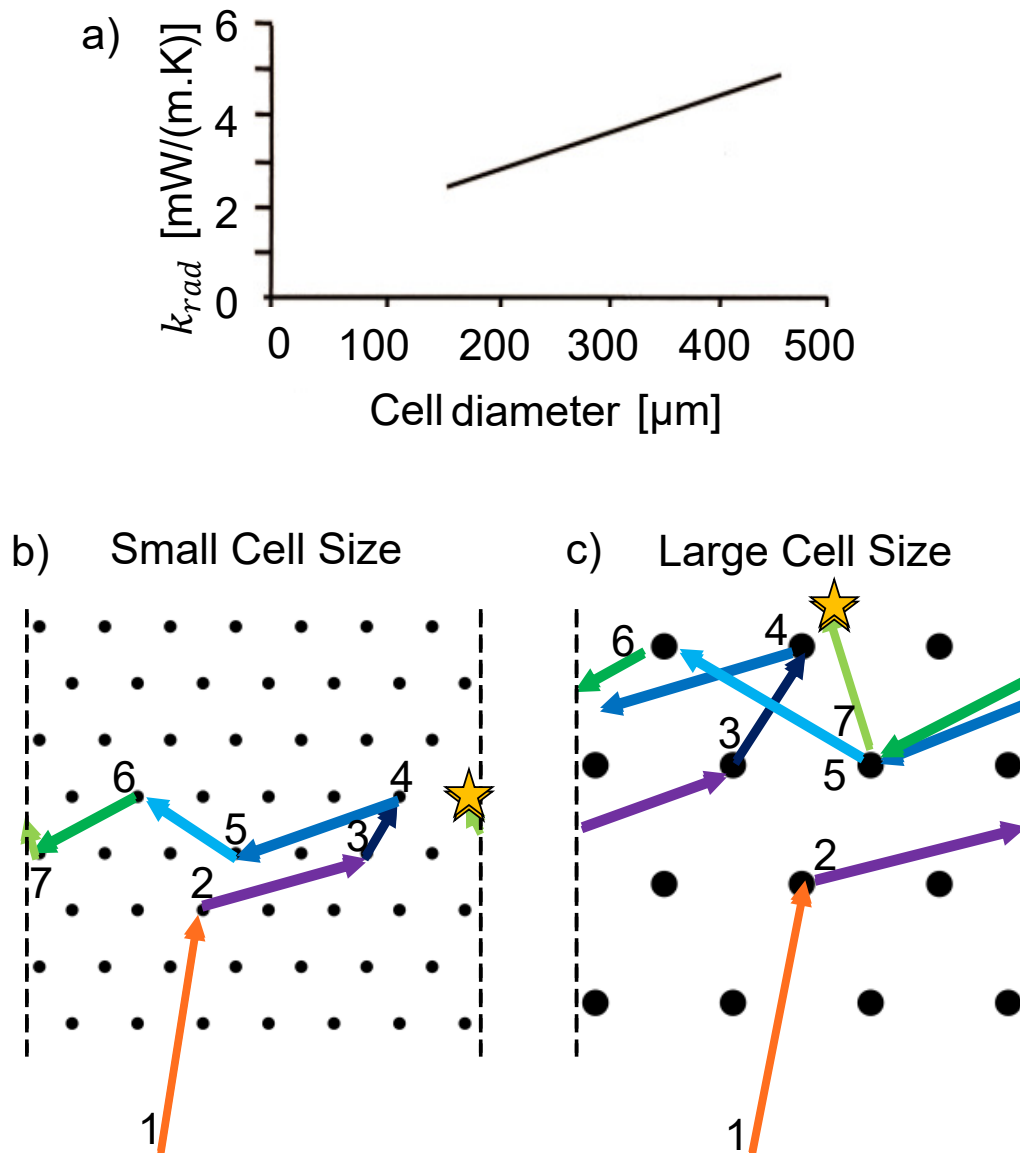 a)
k_rad [mW/(m.K)]
6
4
2
0
0 100 200 300 400 500
Cell diameter [µm]
b) Small Cell Size
c) Large Cell Size
6 4
5 3
7 2
1
6 4
3 7
5
2
1